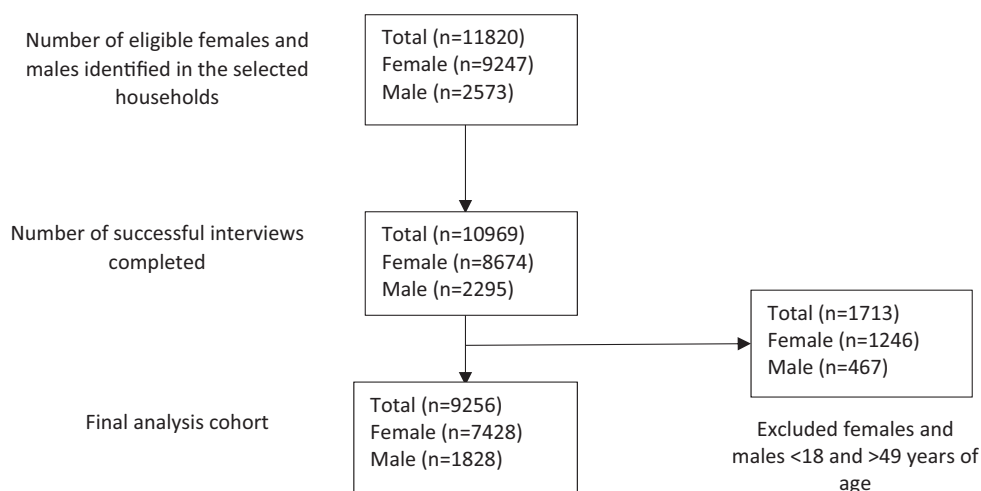 Number of eligible females and
males identified in the selected
households
Total (n=11820)
Female (n=9247)
Male (n=2573)
Number of successful interviews
completed
Total (n=10969)
Female (n=8674)
Male (n=2295)
Total (n=1713)
Female (n=1246)
Male (n=467)
Excluded females and
males <18 and >49 years of
age
Final analysis cohort
Total (n=9256)
Female (n=7428)
Male (n=1828)